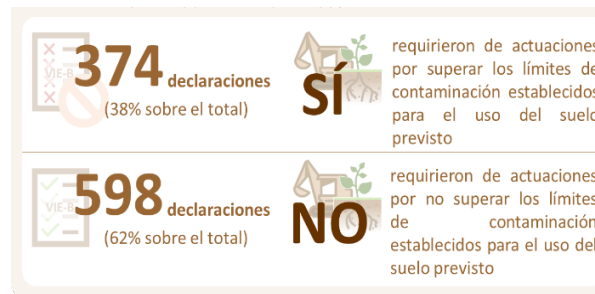 VIE-B
374 declaraciones
(38% sobre el total)
SÍ
requirieron de actuaciones
por superar los límites de
contaminación establecidos
para el uso del suelo
previsto
VIE-B
598 declaraciones
(62% sobre el total)
NO
requirieron de actuaciones
por no superar los límites
de contaminación
establecidos para el uso del
suelo previsto